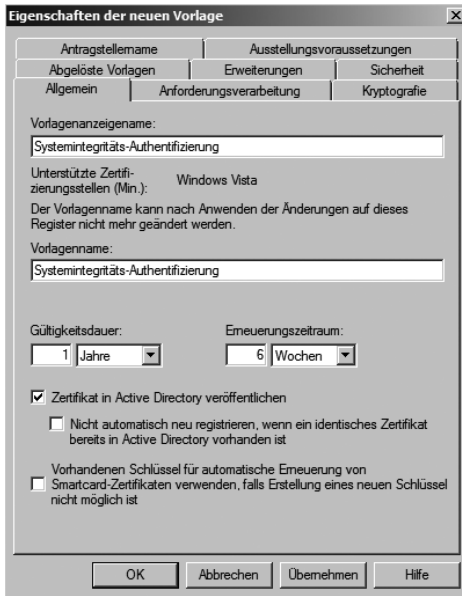 Eigenschaften der neuen Vorlage
Antragstellername
Ausstellungsvoraussetzungen
Abgelöste Vorlagen
Erweiterungen
Sicherheit
Allgemein
Anforderungsverarbeitung
Kryptografie
Vorlagenanzeigename:
Systemintegritäts-Authentifizierung
Unterstützte Zertifi-
zierungsstellen (Min.):
Windows Vista
Der Vorlagenname kann nach Anwenden der Änderungen auf dieses
Register nicht mehr geändert werden.
Vorlagenname:
Systemintegritäts-Authentifizierung
Gültigkeitsdauer:
Erneuerungszeitraum:
1 Jahre
6 Wochen
Zertifikat in Active Directory veröffentlichen
Nicht automatisch neu registrieren, wenn ein identisches Zertifikat
bereits in Active Directory vorhanden ist
Vorhandenen Schlüssel für automatische Erneuerung von
Smartcard-Zertifikaten verwenden, falls Erstellung eines neuen Schlüssel
nicht möglich ist
OK
Abbrechen
Übernehmen
Hilfe